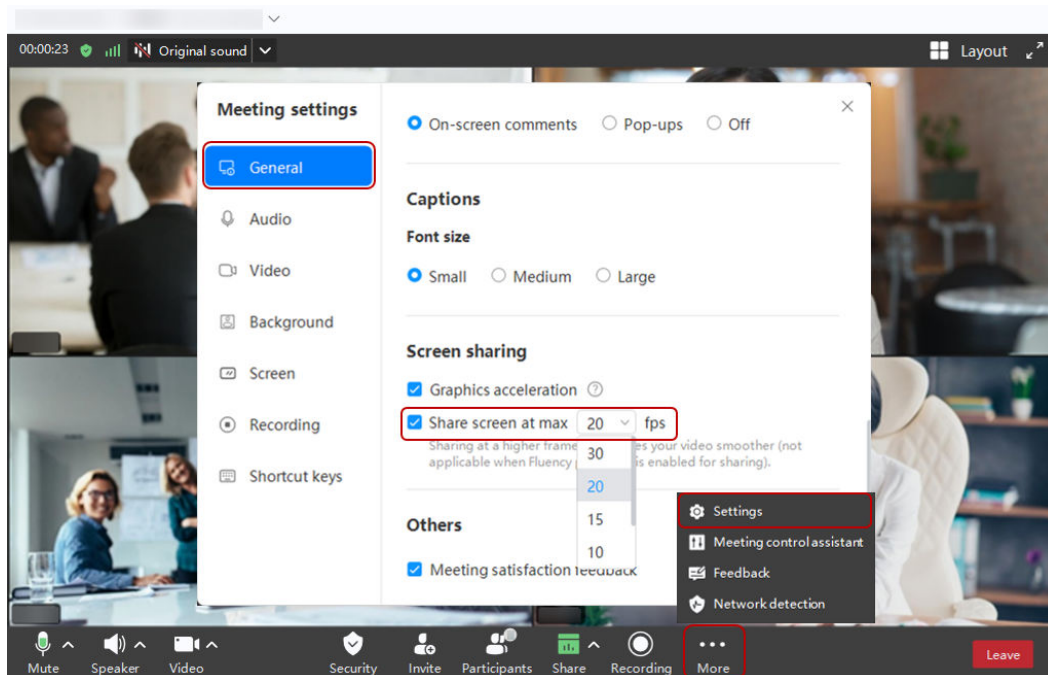 00:00:23 Original sound Layout
Meeting settings
General
Audio
Video
Background
Screen
Recording
Shortcut keys
On-screen comments Pop-ups Off
Captions
Font size
Small Medium Large
Screen sharing
Graphics acceleration
Share screen at max 20 fps
Sharing at a higher frame es your video smoother (not
applicable when Fluency is enabled for sharing).
30
20
15
10
Others
Meeting satisfaction feedback
Settings
Meeting control assistant
Feedback
Network detection
Mute Speaker Video Security Invite Participants Share Recording More Leave